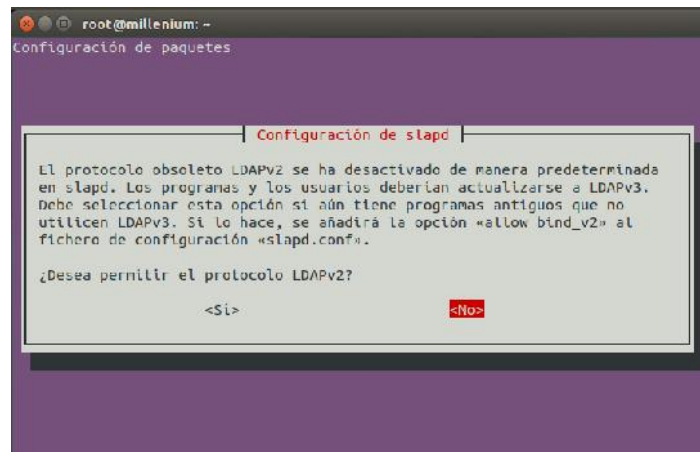 root@millenium: ~
Configuración de paquetes
Configuración de slapd
El protocolo obsoleto LDAPv2 se ha desactivado de manera predeterminada
en slapd. Los programas y los usuarios deberían actualizarse a LDAPv3.
Debe seleccionar esta opción si aún tiene programas antiguos que no
utilicen LDAPv3. Si lo hace, se añadirá la opción «allow bind_v2» al
fichero de configuración «slapd.conf».
¿Desea permitir el protocolo LDAPv2?
<Sí> <No>